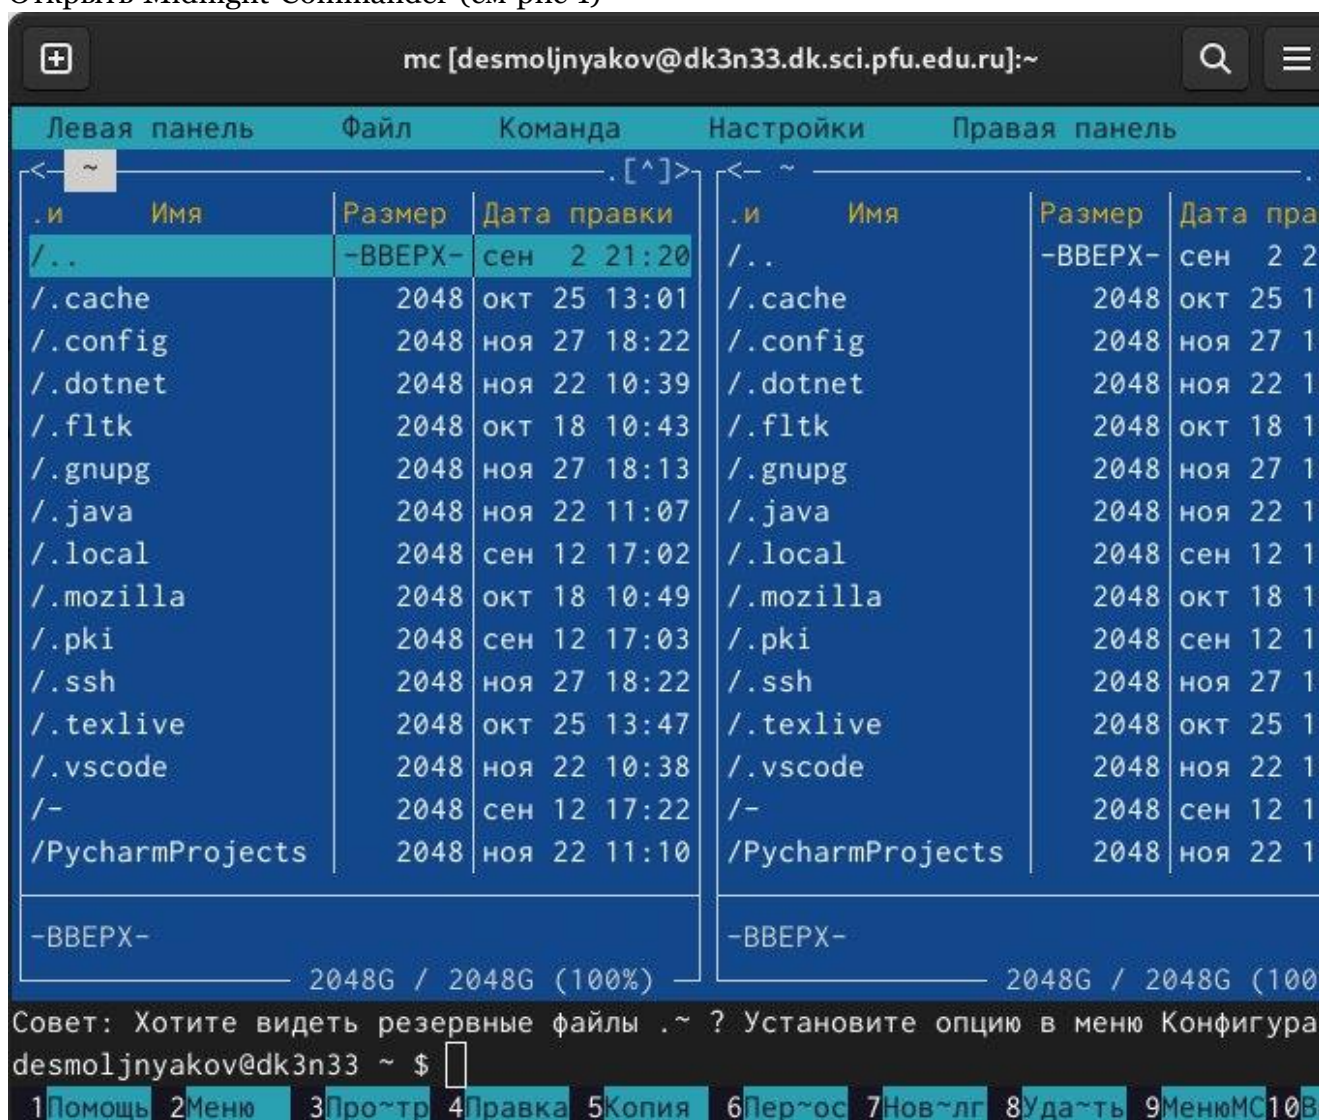 Открыть Midnight Commander (см рис 1)
mc [desmoljnyakov@dk3n33.dk.sci.pfu.edu.ru]:~
Левая панель Файл Команда Настройки Правая панель
<- ~ .[^]> <- ~ .
.и Имя Размер Дата правки .и Имя Размер Дата пра
/.. -ВВЕРХ- сен 2 21:20 /.. -ВВЕРХ- сен 2 2
/.cache 2048 окт 25 13:01 /.cache 2048 окт 25 1
/.config 2048 ноя 27 18:22 /.config 2048 ноя 27 1
/.dotnet 2048 ноя 22 10:39 /.dotnet 2048 ноя 22 1
/.fltk 2048 окт 18 10:43 /.fltk 2048 окт 18 1
/.gnupg 2048 ноя 27 18:13 /.gnupg 2048 ноя 27 1
/.java 2048 ноя 22 11:07 /.java 2048 ноя 22 1
/.local 2048 сен 12 17:02 /.local 2048 сен 12 1
/.mozilla 2048 окт 18 10:49 /.mozilla 2048 окт 18 1
/.pki 2048 сен 12 17:03 /.pki 2048 сен 12 1
/.ssh 2048 ноя 27 18:22 /.ssh 2048 ноя 27 1
/.texlive 2048 окт 25 13:47 /.texlive 2048 окт 25 1
/.vscode 2048 ноя 22 10:38 /.vscode 2048 ноя 22 1
/- 2048 сен 12 17:22 /- 2048 сен 12 1
/PycharmProjects 2048 ноя 22 11:10 /PycharmProjects 2048 ноя 22 1
-ВВЕРХ- -ВВЕРХ-
2048G / 2048G (100%) 2048G / 2048G (100
Совет: Хотите видеть резервные файлы .~ ? Установите опцию в меню Конфигура
desmoljnyakov@dk3n33 ~ $
1Помощь 2Меню 3Про~тр 4Правка 5Копия 6Пер~ос 7Нов~лг 8Уда~ть 9МенюMC 10В